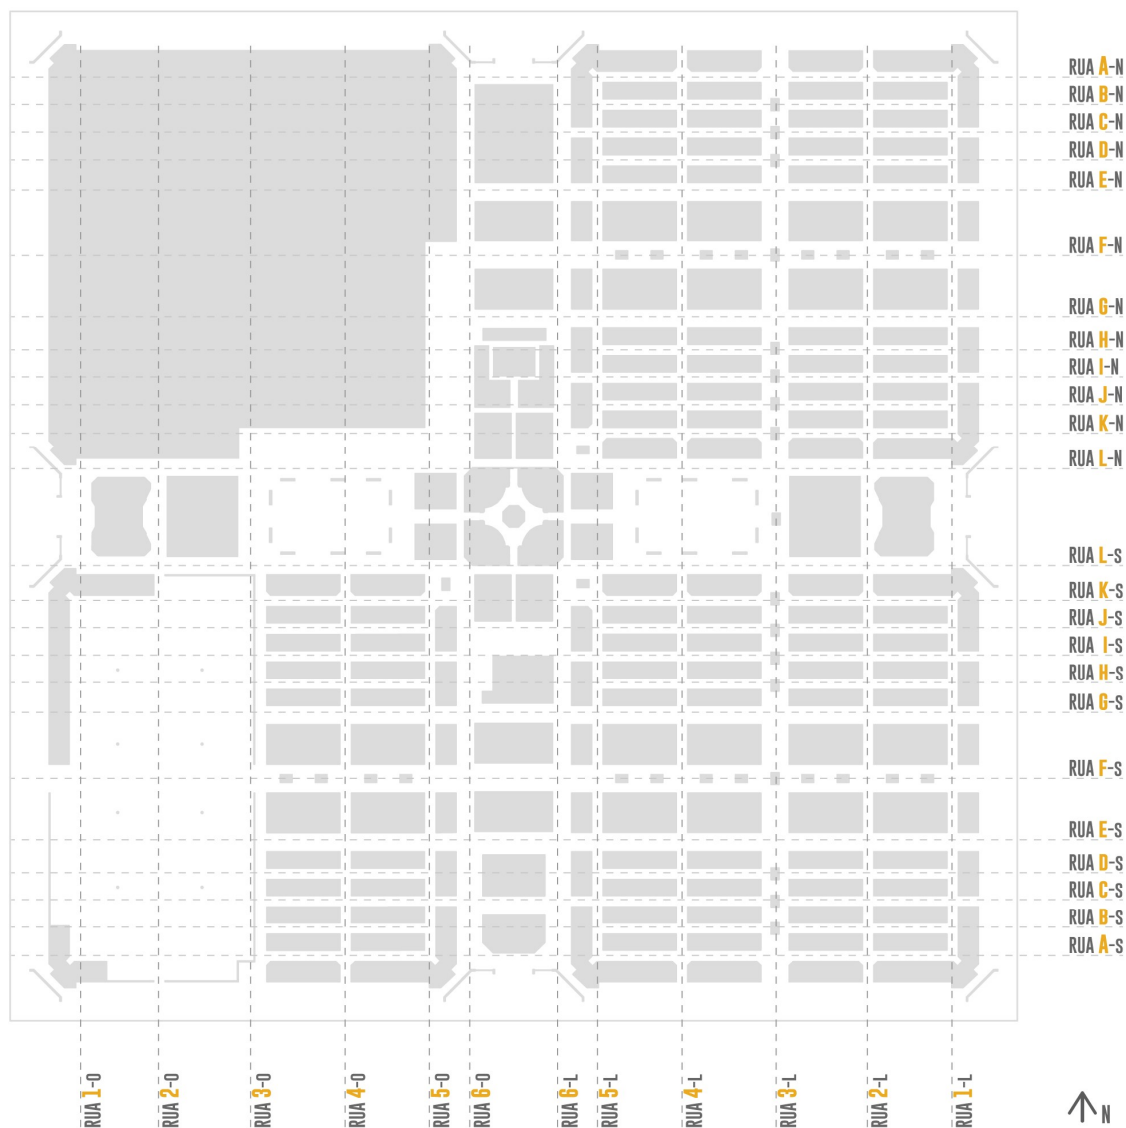 RUA A-N
RUA B-N
RUA C-N
RUA D-N
RUA E-N
RUA F-N
RUA G-N
RUA H-N
RUA I-N
RUA J-N
RUA K-N
RUA L-N
RUA L-S
RUA K-S
RUA J-S
RUA I-S
RUA H-S
RUA G-S
RUA F-S
RUA E-S
RUA D-S
RUA C-S
RUA B-S
RUA A-S
RUA 1-O
RUA 2-O
RUA 3-O
RUA 4-O
RUA 5-O
RUA 6-O
RUA 6-L
RUA 5-L
RUA 4-L
RUA 3-L
RUA 2-L
RUA 1-L
N